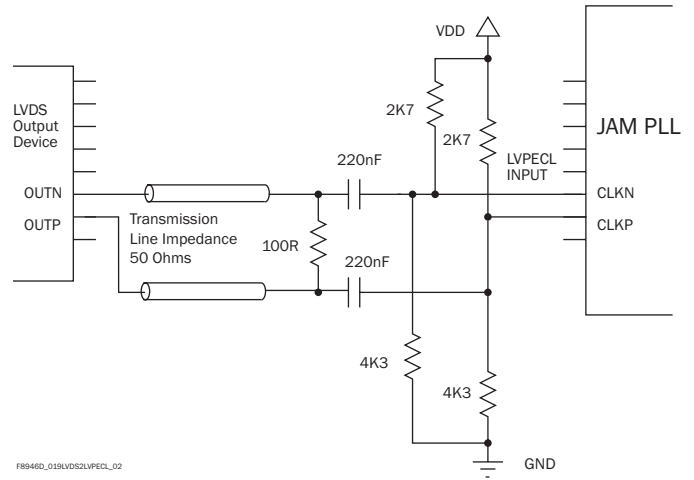 VDD
LVDS
Output
Device
2K7
2K7
JAM PLL
220nF
LVPECL
INPUT
OUTN
CLKN
OUTP
Transmission
Line Impedance
50 Ohms
100R
CLKP
220nF
4K3
4K3
GND
F8946D_019LVDS2LVPECL_02